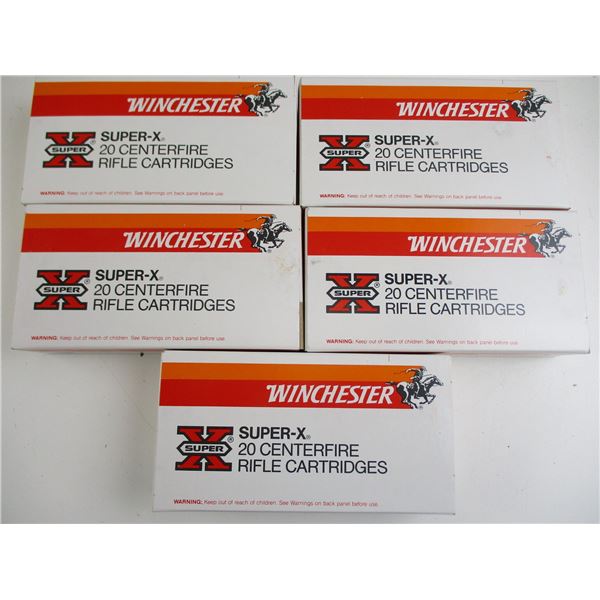 WINCHESTER
X SUPER ®
SUPER-X®
20 CENTERFIRE
RIFLE CARTRIDGES
WARNING: Keep out of reach of children. See Warnings on back panel before use.
WINCHESTER
X SUPER ®
SUPER-X®
20 CENTERFIRE
RIFLE CARTRIDGES
WARNING: Keep out of reach of children. See Warnings on back panel before use.
WINCHESTER
X SUPER ®
SUPER-X®
20 CENTERFIRE
RIFLE CARTRIDGES
WARNING: Keep out of reach of children. See Warnings on back panel before use.
WINCHESTER
X SUPER ®
SUPER-X®
20 CENTERFIRE
RIFLE CARTRIDGES
WARNING: Keep out of reach of children. See Warnings on back panel before use.
WINCHESTER
X SUPER ®
SUPER-X®
20 CENTERFIRE
RIFLE CARTRIDGES
WARNING: Keep out of reach of children. See Warnings on back panel before use.